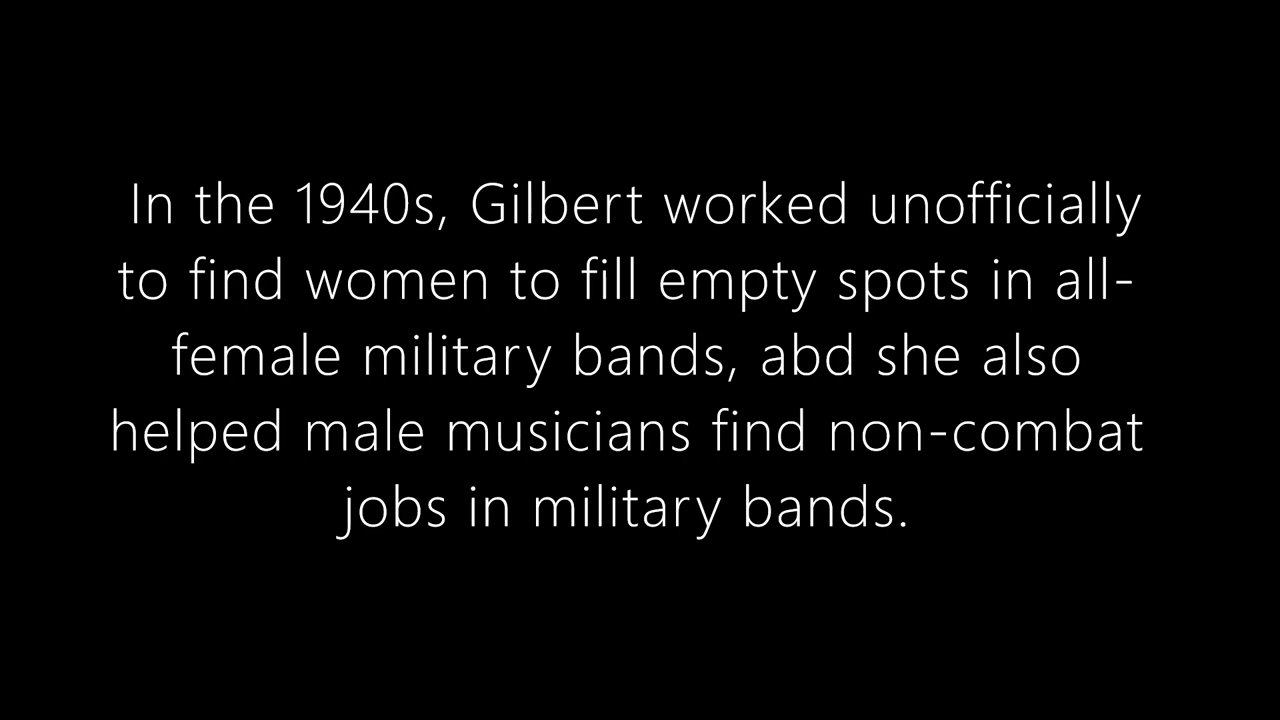 In the 1940s, Gilbert worked unofficially
to find women to fill empty spots in all-
female military bands, abd she also
helped male musicians find non-combat
jobs in military bands.